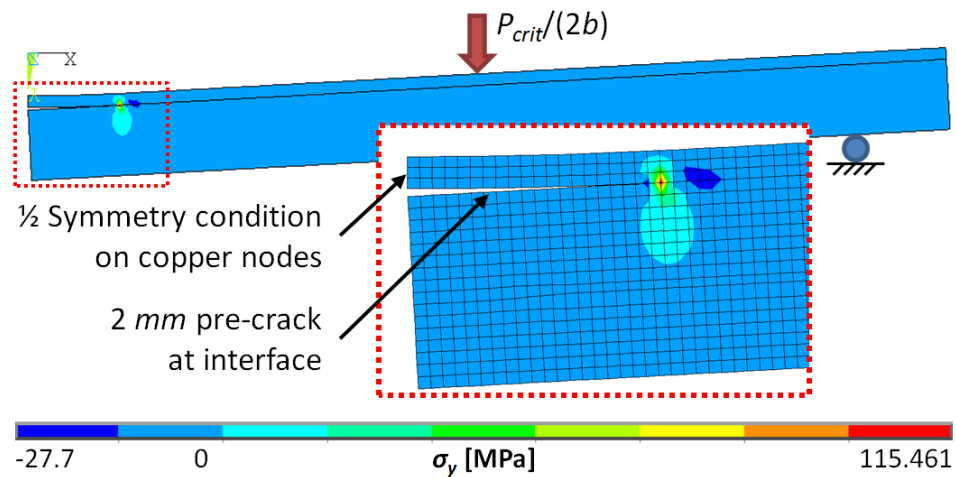 P_crit/(2b)
X
½ Symmetry condition
on copper nodes
2 mm pre-crack
at interface
-27.7
0
σ_y [MPa]
115.461